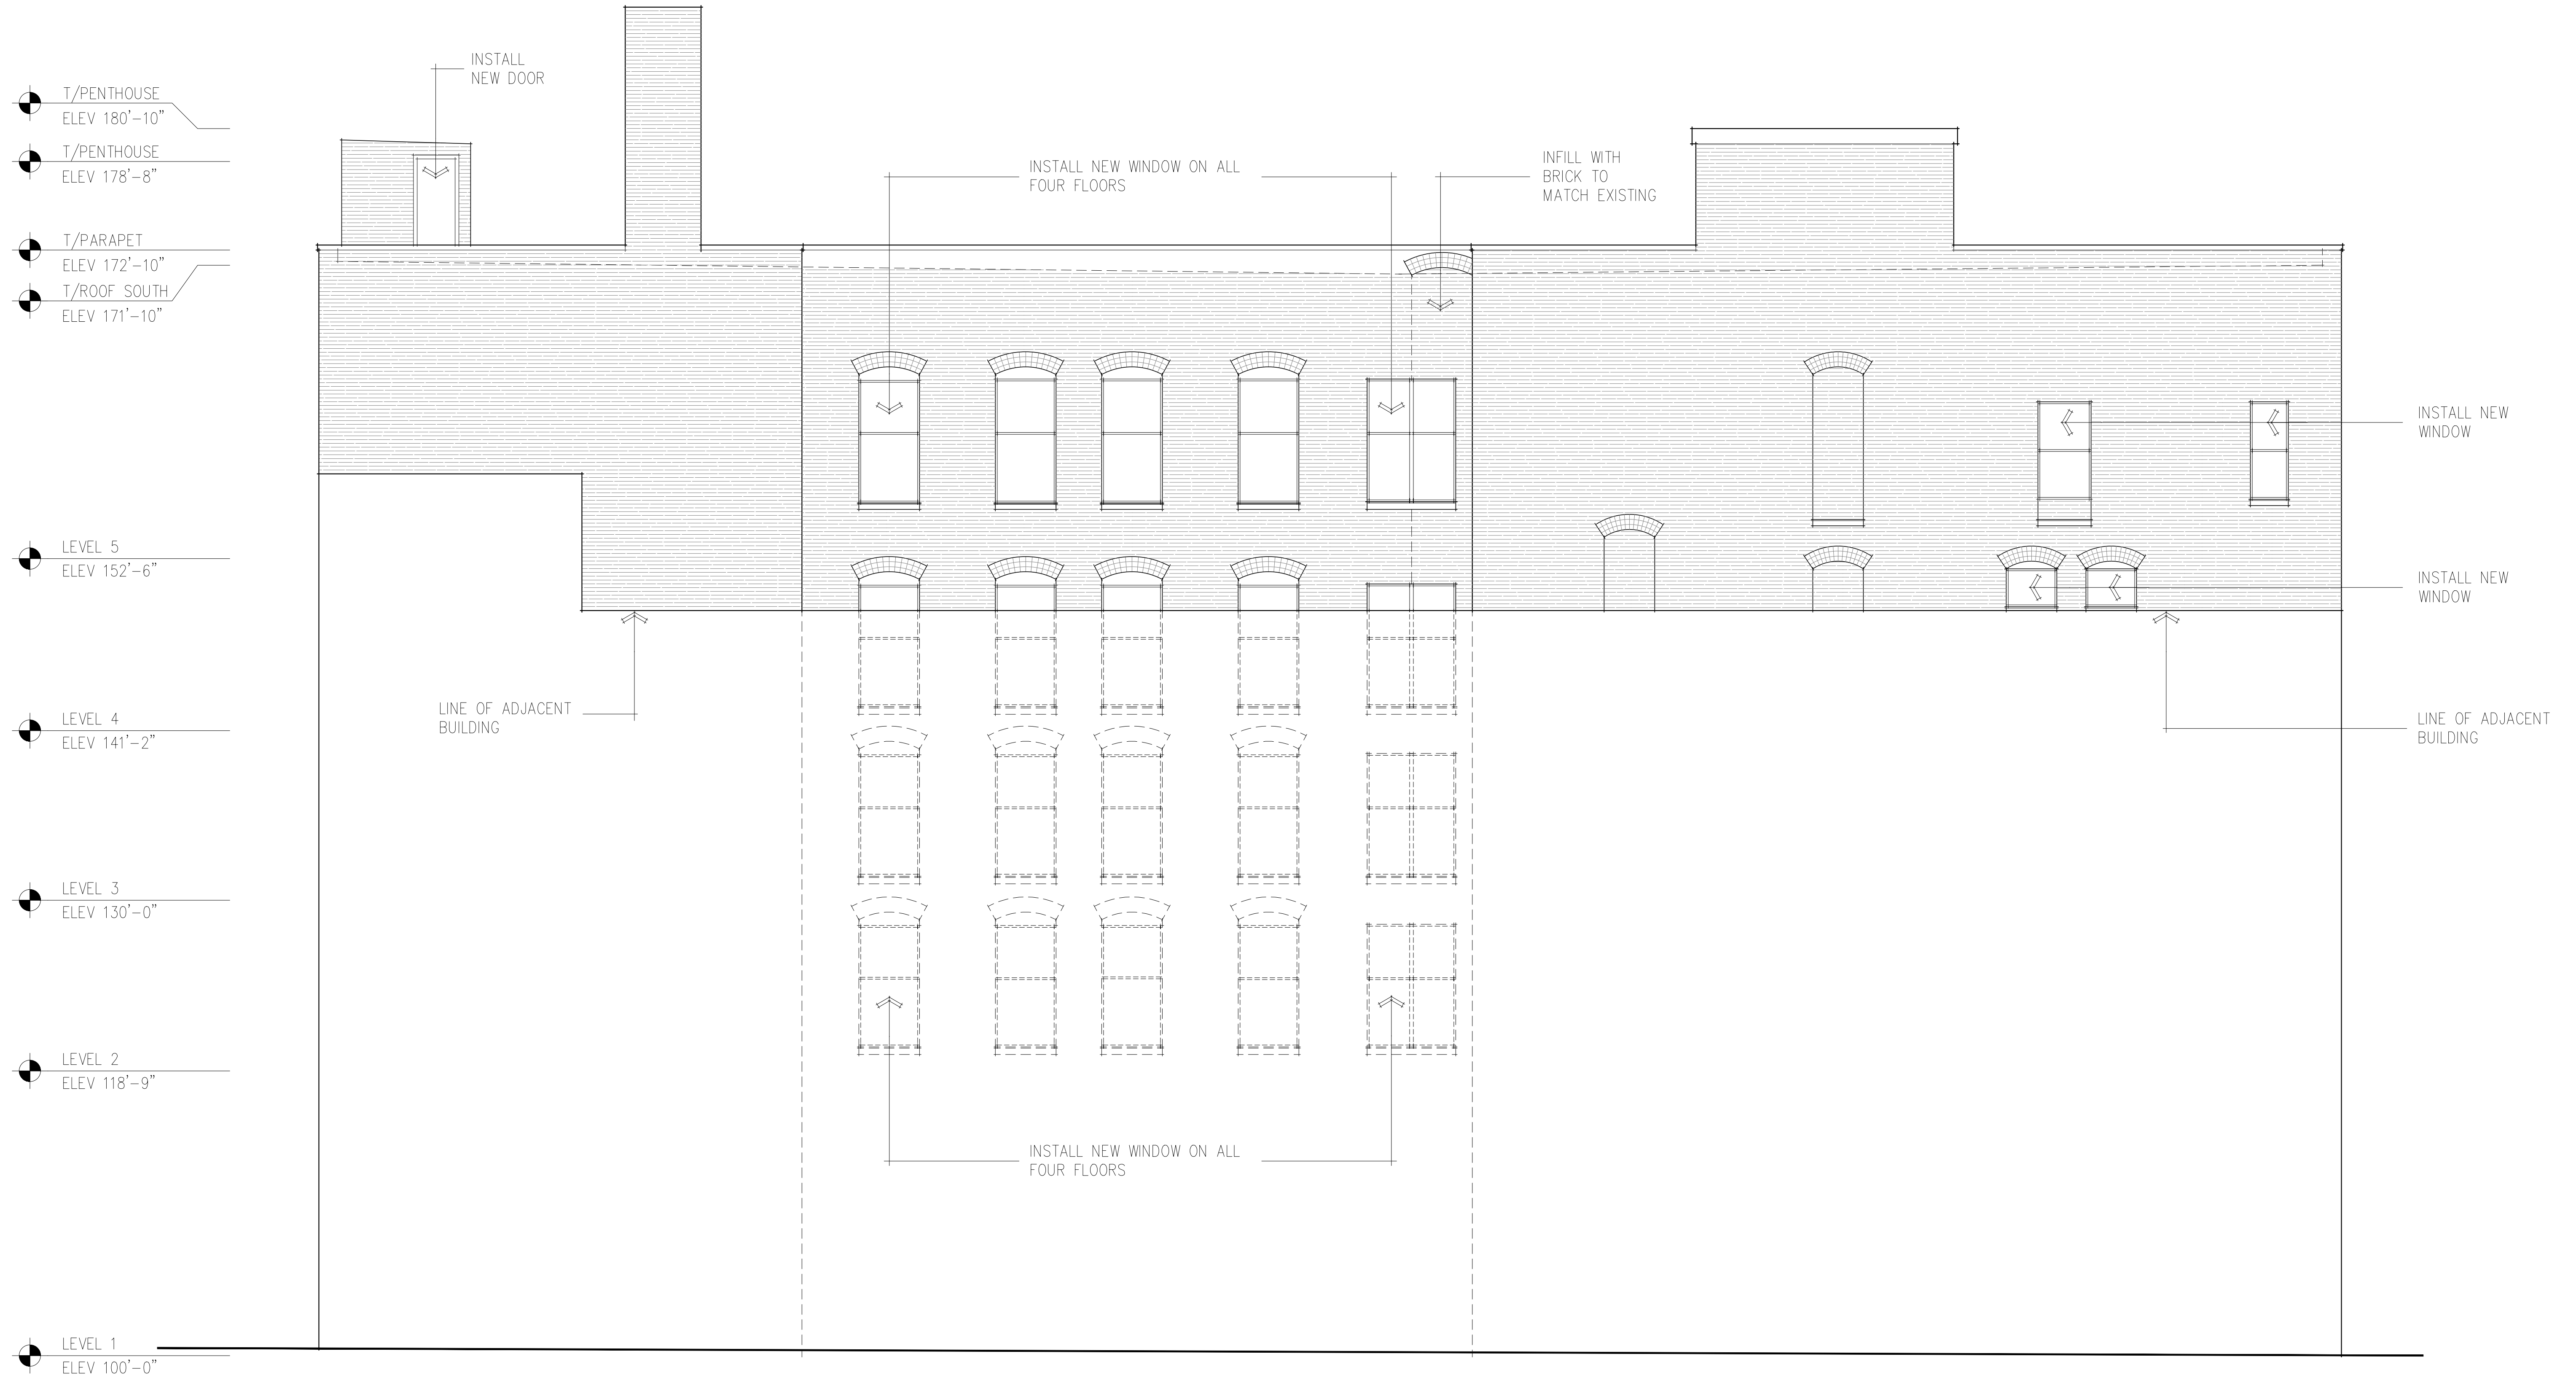 INSTALL
NEW DOOR
T/PENTHOUSE
ELEV 180'-10"
T/PENTHOUSE
ELEV 178'-8"
INSTALL NEW WINDOW ON ALL
FOUR FLOORS
INFILL WITH
BRICK TO
MATCH EXISTING
T/PARAPET
ELEV 172'-10"
T/ROOF SOUTH
ELEV 171'-10"
INSTALL NEW
WINDOW
LEVEL 5
ELEV 152'-6"
INSTALL NEW
WINDOW
LINE OF ADJACENT
BUILDING
LEVEL 4
ELEV 141'-2"
LINE OF ADJACENT
BUILDING
LEVEL 3
ELEV 130'-0"
LEVEL 2
ELEV 118'-9"
INSTALL NEW WINDOW ON ALL
FOUR FLOORS
LEVEL 1
ELEV 100'-0"